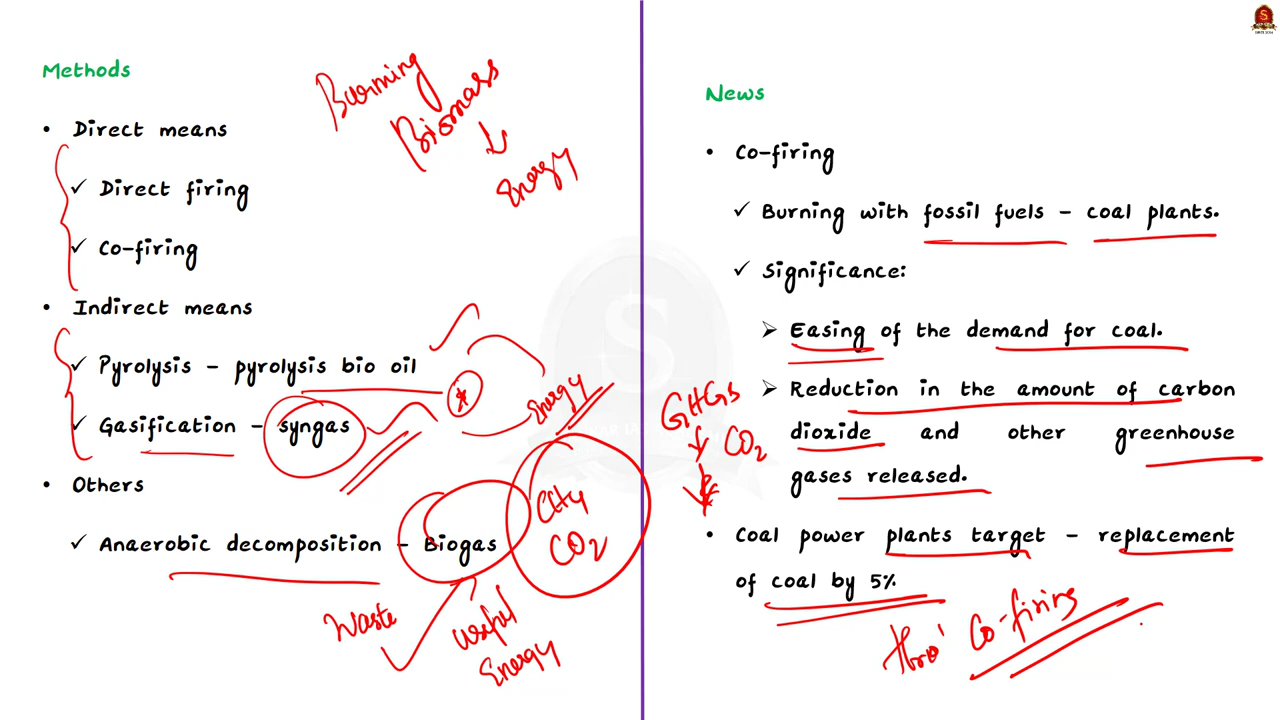 Methods
• Direct means
✓ Direct firing
✓ Co-firing
• Indirect means
✓ Pyrolysis - pyrolysis bio oil
✓ Gasification - syngas
• Others
✓ Anaerobic decomposition - Biogas
Burning
Biomass
Energy
Energy
CH4
CO2
Waste
Useful
Energy
News
• Co-firing
✓ Burning with fossil fuels - coal plants.
✓ Significance:
➢ Easing of the demand for coal.
➢ Reduction in the amount of carbon
dioxide and other greenhouse
gases released.
• Coal power plants target - replacement
of coal by 5%
GHGs
CO2
thro' Co-firing
S